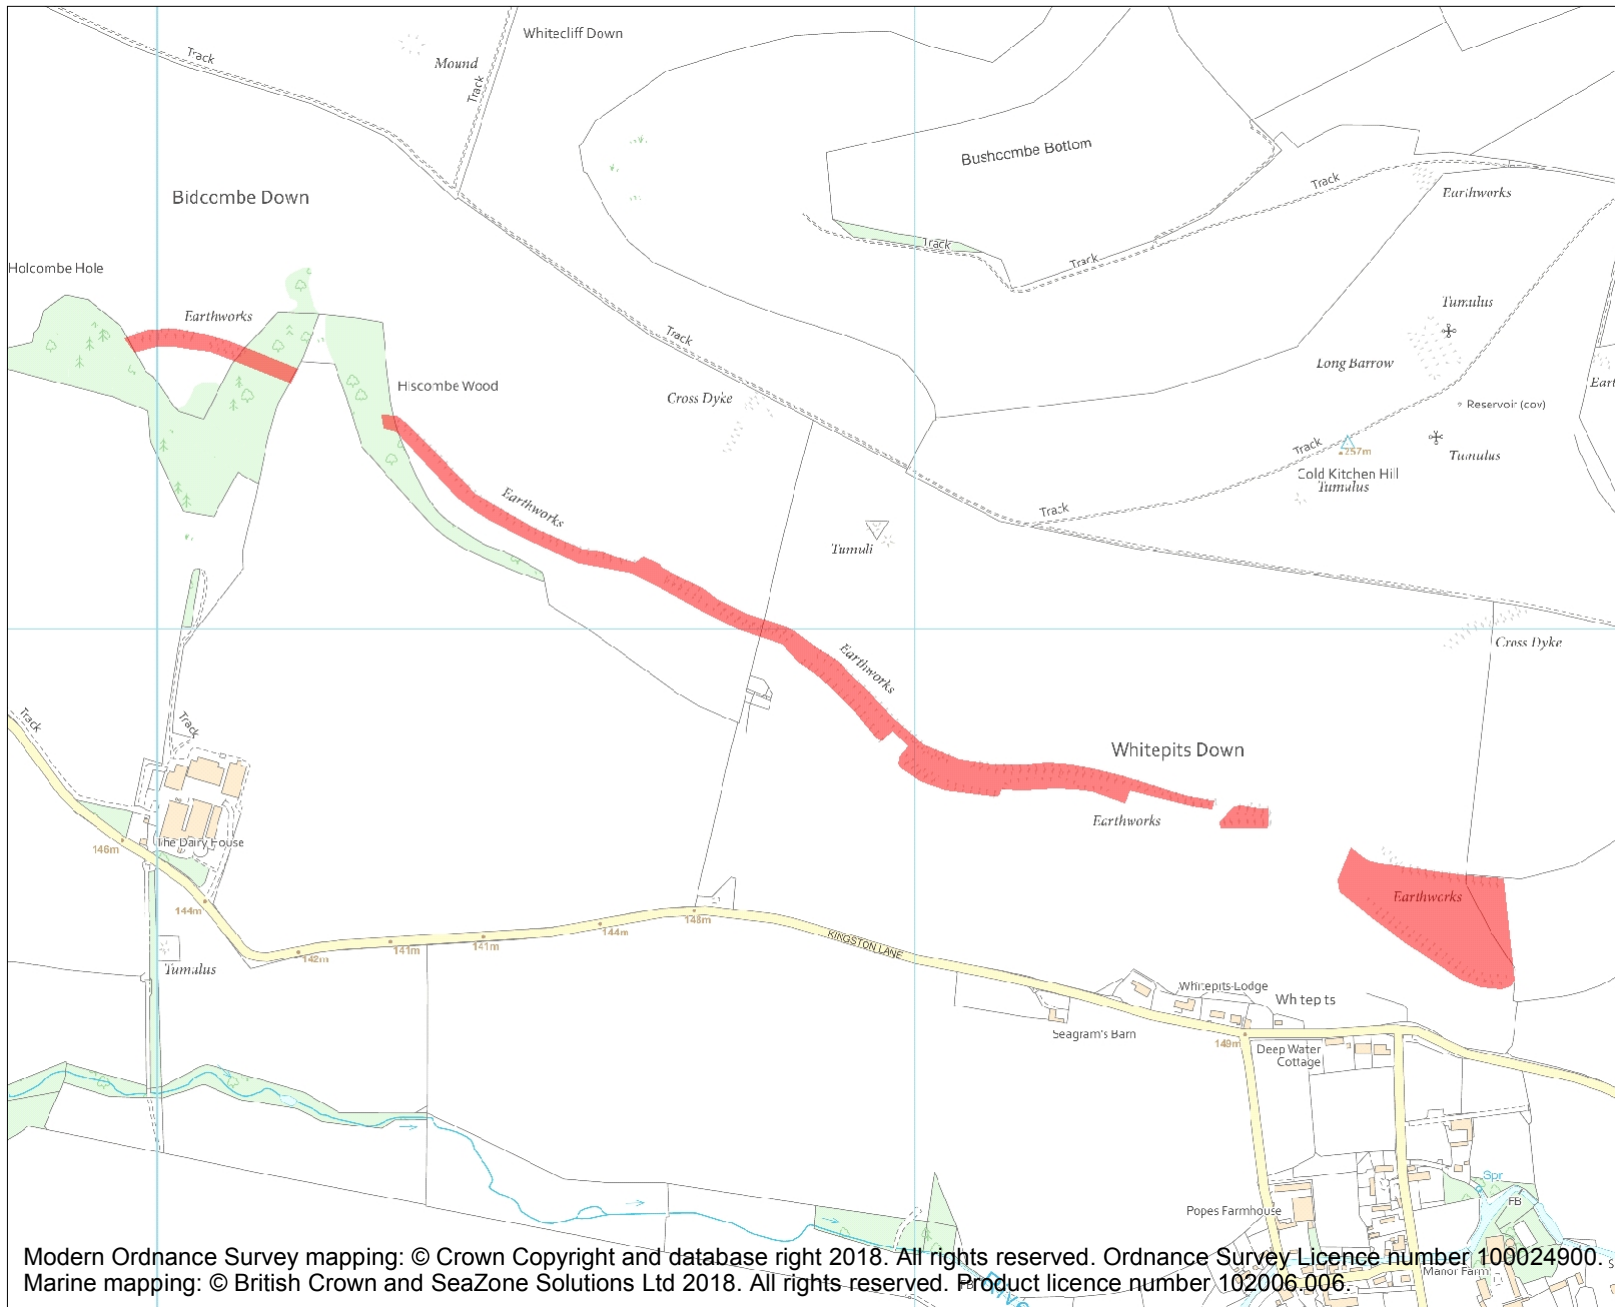 Track
Whitecliff Down
Mound
Track
Bushcombe Bottom
Track
Earthworks
Bidcombe Down
Track
Track
Holcombe Hole
Earthworks
Tumulus
Track
Long Barrow
Hiscombe Wood
Cross Dyke
Reservoir (cov)
Track
257m
Tumulus
Cold Kitchen Hill
Tumulus
Earthworks
Track
Tumuli
Cross Dyke
Earthworks
Track
Track
Whitepits Down
Earthworks
The Dairy House
146m
Earthworks
144m
148m
144m
KINGSTON LANE
141m
141m
142m
Tumulus
Whitepits Lodge
Wh tep ts
Seagram's Barn
149m
Deep Water
Cottage
Spr
FB
Popes Farmhouse
Manor Farm
Modern Ordnance Survey mapping: © Crown Copyright and database right 2018. All rights reserved. Ordnance Survey Licence number 100024900.
Marine mapping: © British Crown and SeaZone Solutions Ltd 2018. All rights reserved. Product licence number 102006.006.